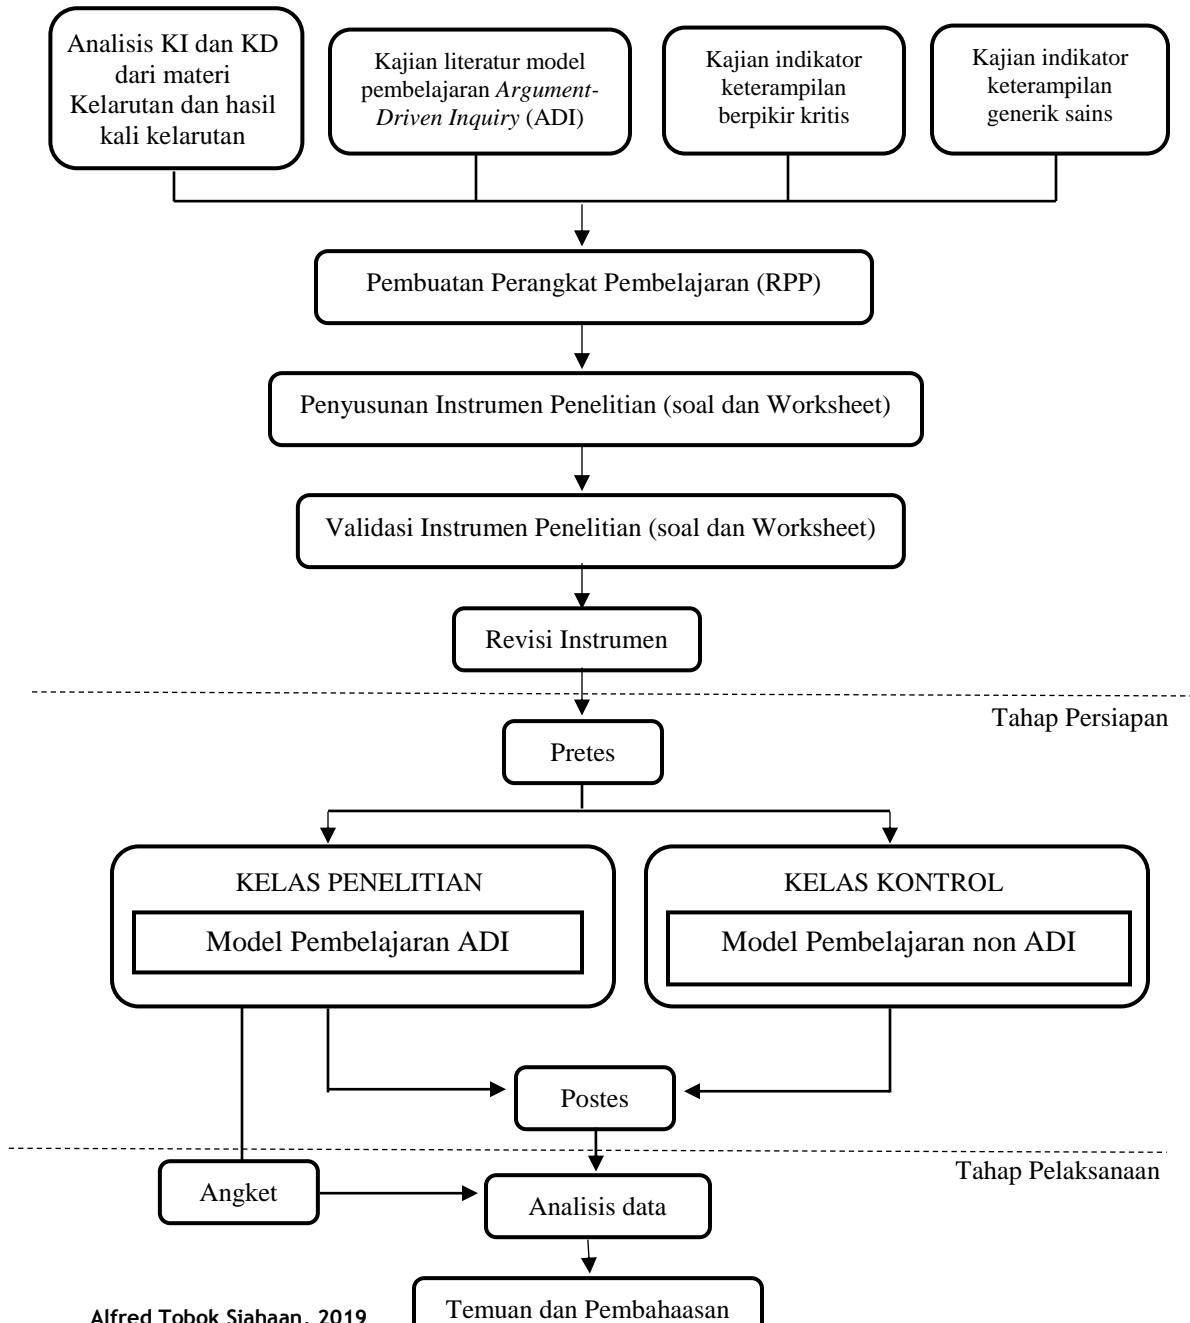 Analisis KI dan KD
dari materi
Kelarutan dan hasil
kali kelarutan
Kajian literatur model
pembelajaran Argument-
Driven Inquiry (ADI)
Kajian indikator
keterampilan
berpikir kritis
Kajian indikator
keterampilan
generik sains
Pembuatan Perangkat Pembelajaran (RPP)
Penyusunan Instrumen Penelitian (soal dan Worksheet)
Validasi Instrumen Penelitian (soal dan Worksheet)
Revisi Instrumen
Tahap Persiapan
Pretes
KELAS PENELITIAN
Model Pembelajaran ADI
KELAS KONTROL
Model Pembelajaran non ADI
Postes
Tahap Pelaksanaan
Angket
Analisis data
Temuan dan Pembahaasan
Alfred Tobok Siahaan, 2019